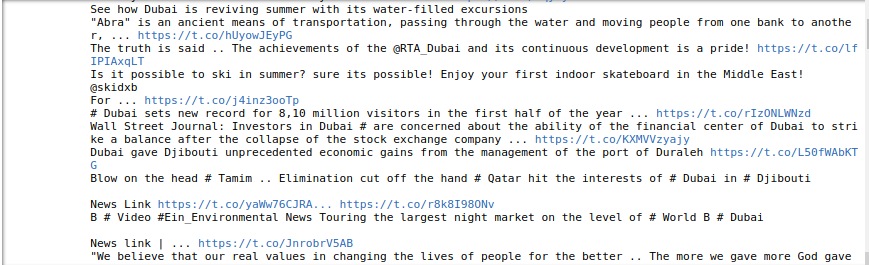 See how Dubai is reviving summer with its water-filled excursions
"Abra" is an ancient means of transportation, passing through the water and moving people from one bank to anothe
r, ... https://t.co/hUyowJEyPG
The truth is said .. The achievements of the @RTA_Dubai and its continuous development is a pride! https://t.co/lf
IPIAxqLT
Is it possible to ski in summer? sure its possible! Enjoy your first indoor skateboard in the Middle East!
@skidxb
For ... https://t.co/j4inz3ooTp
# Dubai sets new record for 8,10 million visitors in the first half of the year ... https://t.co/rIzONLWNzd
Wall Street Journal: Investors in Dubai # are concerned about the ability of the financial center of Dubai to stri
ke a balance after the collapse of the stock exchange company ... https://t.co/KXMVVzyajy
Dubai gave Djibouti unprecedented economic gains from the management of the port of Duraleh https://t.co/L50fWAbKT
G
Blow on the head # Tamim .. Elimination cut off the hand # Qatar hit the interests of # Dubai in # Djibouti

News Link https://t.co/yaWw76CJRA... https://t.co/r8k8I98ONv
B # Video #Ein_Environmental News Touring the largest night market on the level of # World B # Dubai

News link | ... https://t.co/JnrobrV5AB
"We believe that our real values in changing the lives of people for the better .. The more we gave more God gave